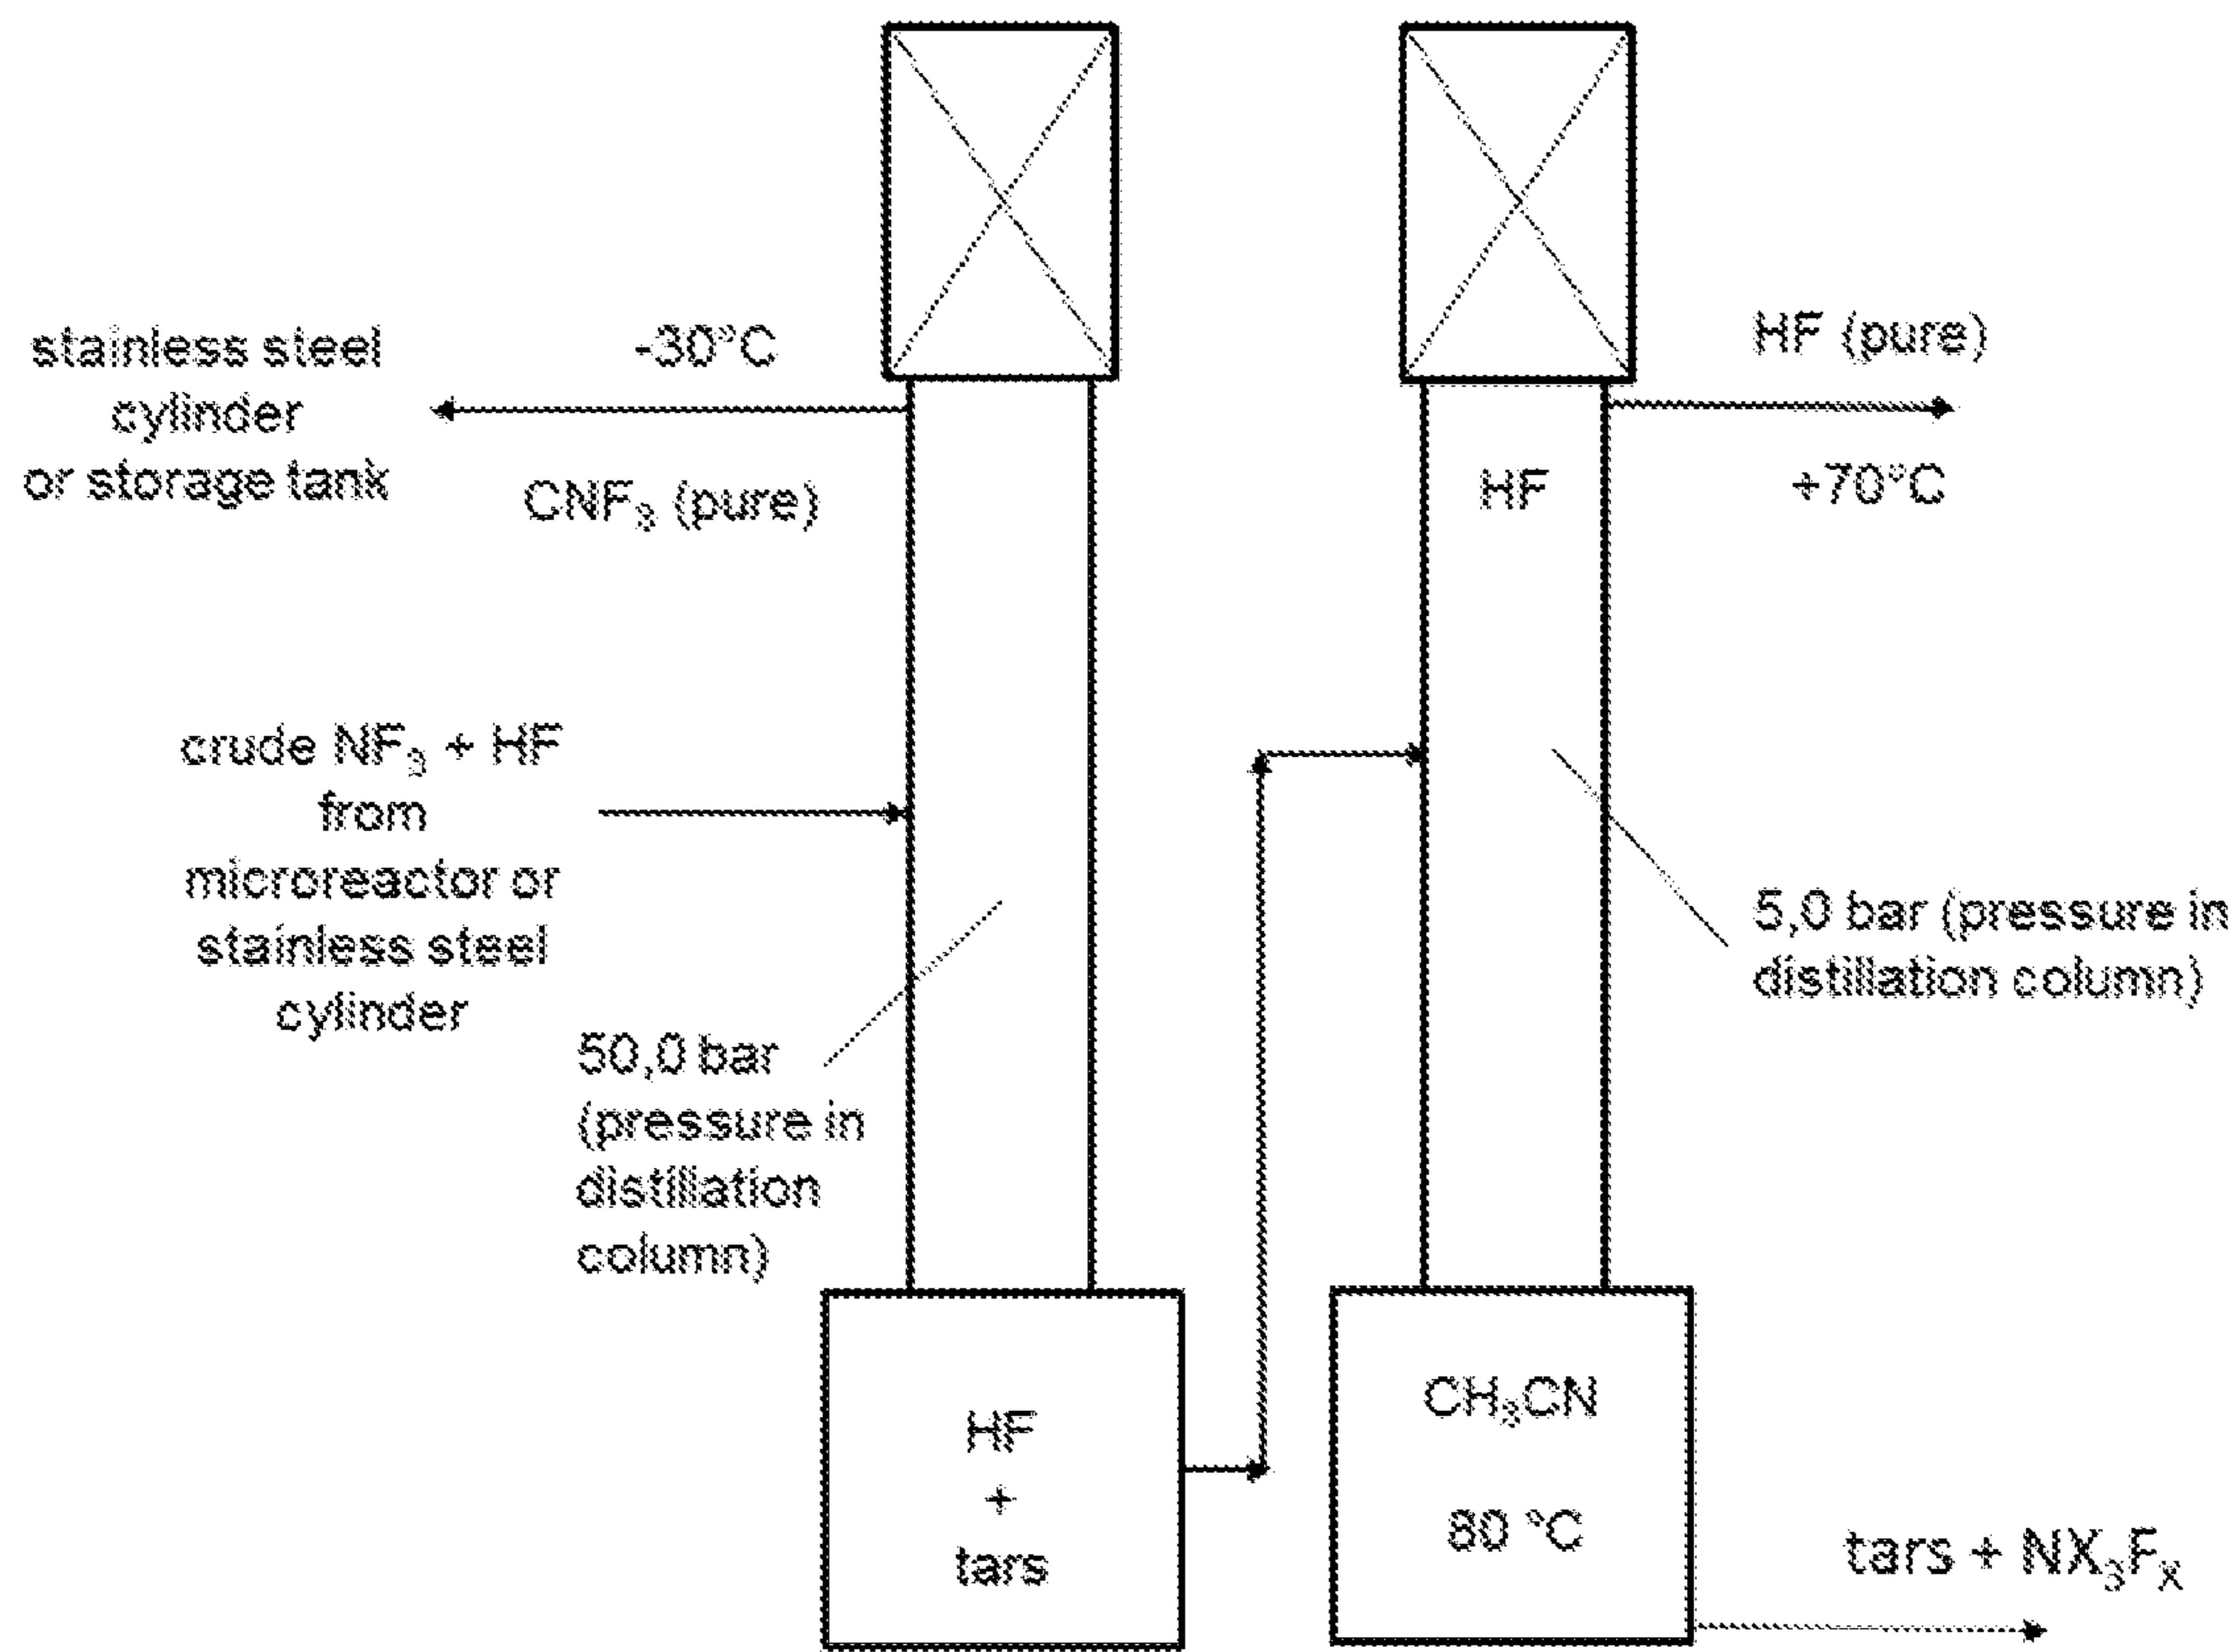 stainless steel
cylinder
or storage tank
-30°C
CNF₃ (pure)
HF (pure)
+70°C
HF
crude NF₃ + HF
from
microreactor or
stainless steel
cylinder
50,0 bar
(pressure in
distillation
column)
5,0 bar (pressure in
distillation column)
HF
+
tars
CH₃CN
80 °C
tars + NX₃Fₓ